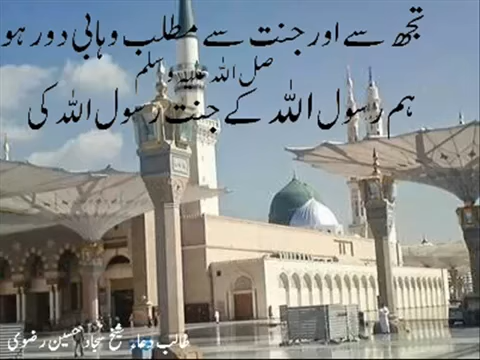 تجھ سے اور جنت سے مطلب وہابی دور ہو
صل اللہ علیہ وسلم
ہم رسول اللہ کے جنت رسول اللہ کی
طالب دعا: شیخ سجاد حسین رضوی